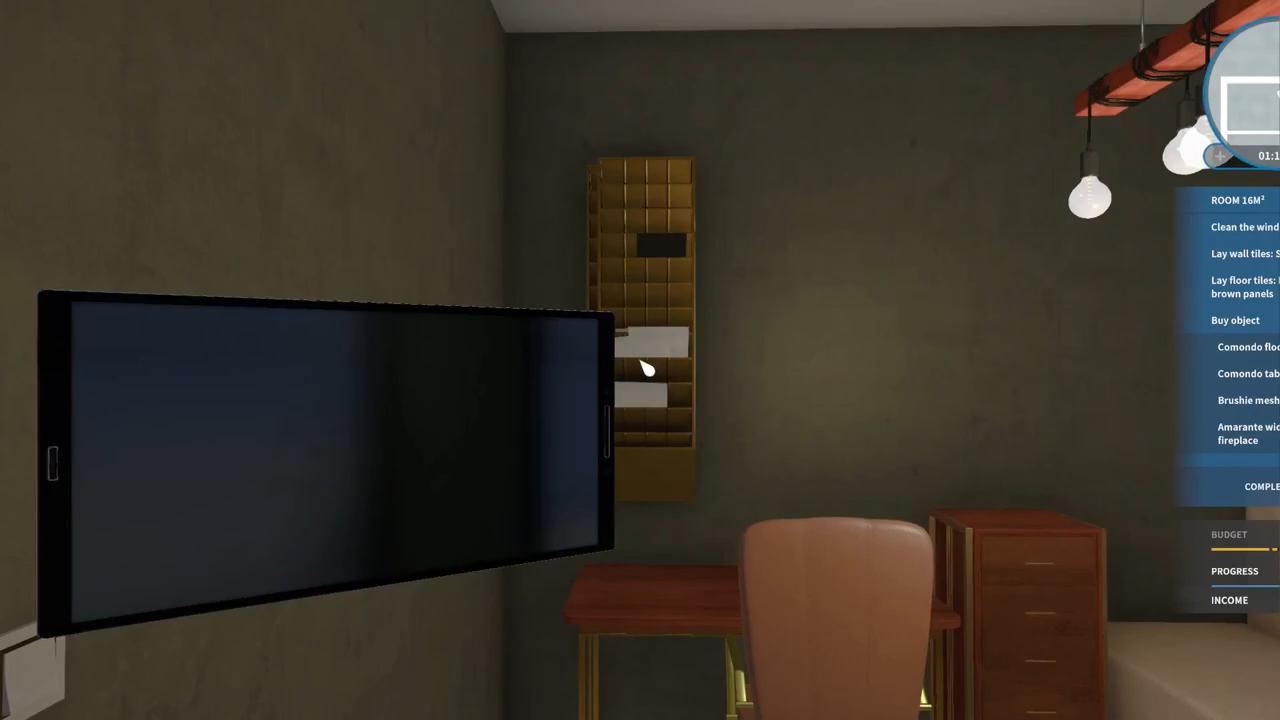 01:1
ROOM 16M²
Clean the wind
Lay wall tiles: S
Lay floor tiles:
brown panels
Buy object
Comondo floo
Comondo tab
Brushie mesh
Amarante wid
fireplace
COMPLE
BUDGET
PROGRESS
INCOME